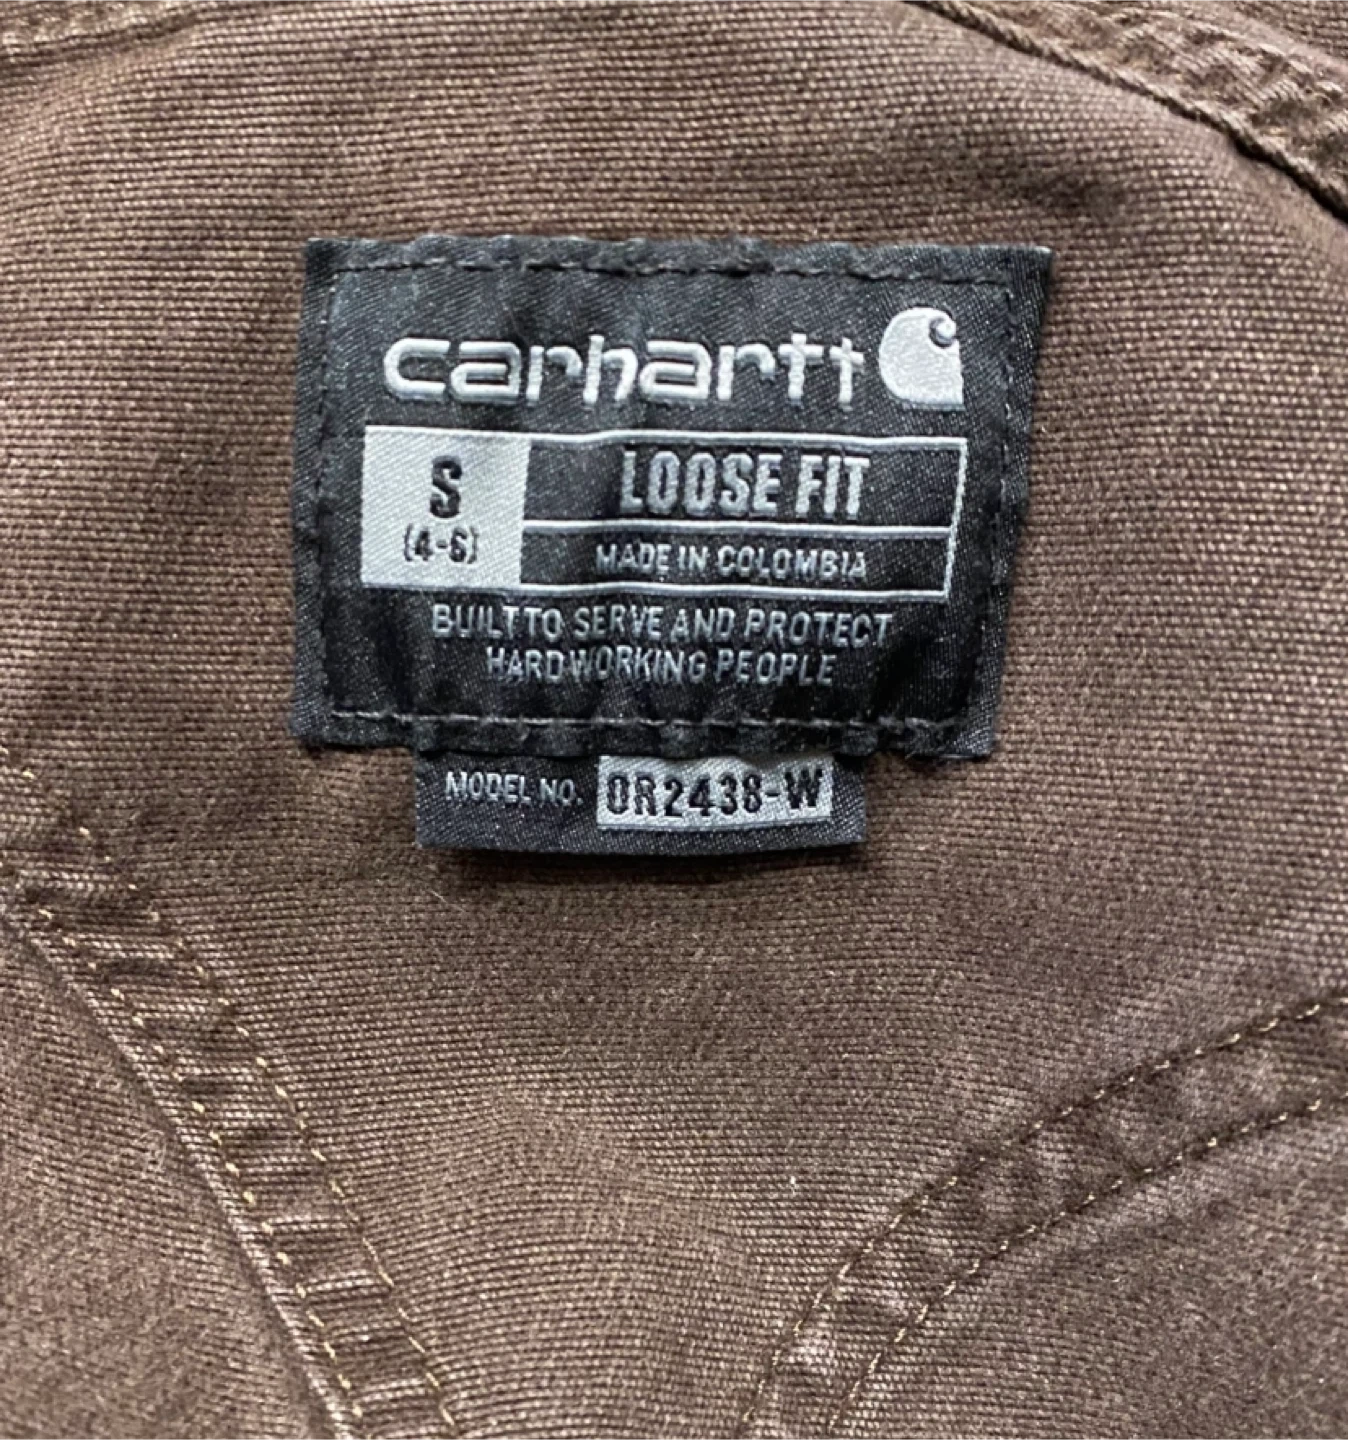 carhartt
S
(4-6)
LOOSE FIT
MADE IN COLOMBIA
BUILT TO SERVE AND PROTECT
HARDWORKING PEOPLE
MODEL NO. OR2438-W